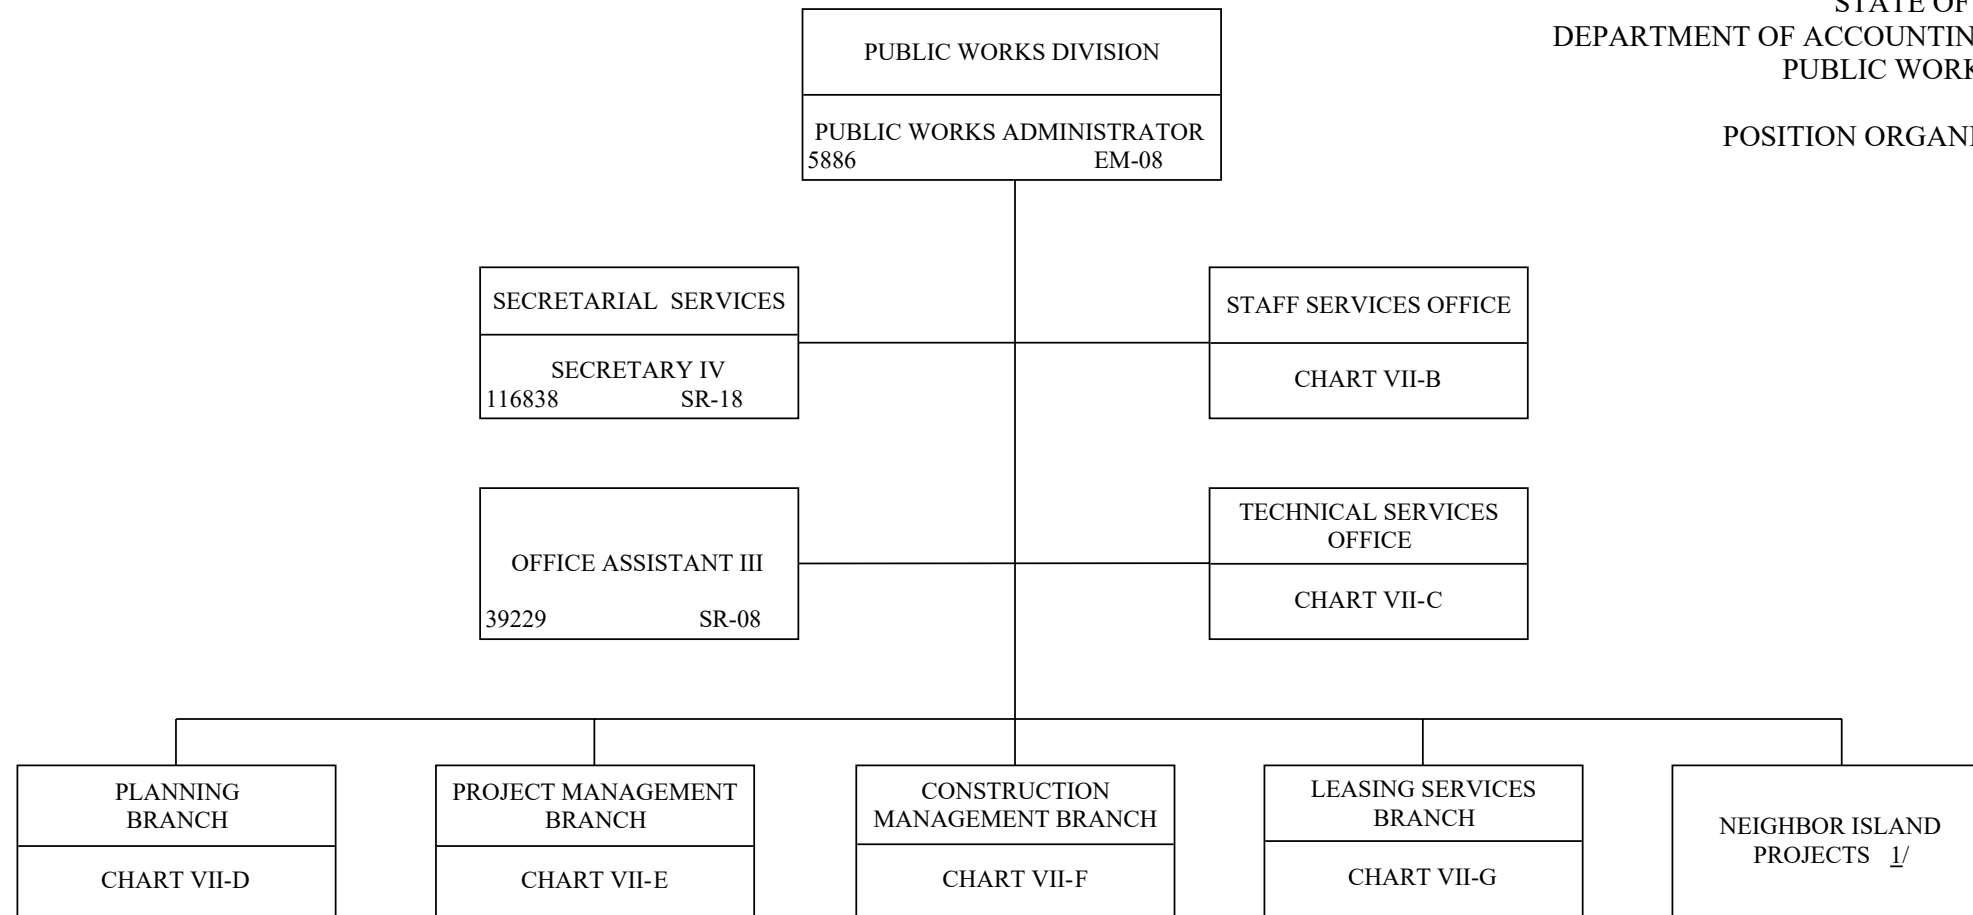 STATE OF
DEPARTMENT OF ACCOUNTIN
PUBLIC WORK
POSITION ORGANI
PUBLIC WORKS DIVISION
PUBLIC WORKS ADMINISTRATOR
5886 EM-08
SECRETARIAL SERVICES
SECRETARY IV
116838 SR-18
STAFF SERVICES OFFICE
CHART VII-B
OFFICE ASSISTANT III
39229 SR-08
TECHNICAL SERVICES
OFFICE
CHART VII-C
PLANNING
BRANCH
CHART VII-D
PROJECT MANAGEMENT
BRANCH
CHART VII-E
CONSTRUCTION
MANAGEMENT BRANCH
CHART VII-F
LEASING SERVICES
BRANCH
CHART VII-G
NEIGHBOR ISLAND
PROJECTS 1/